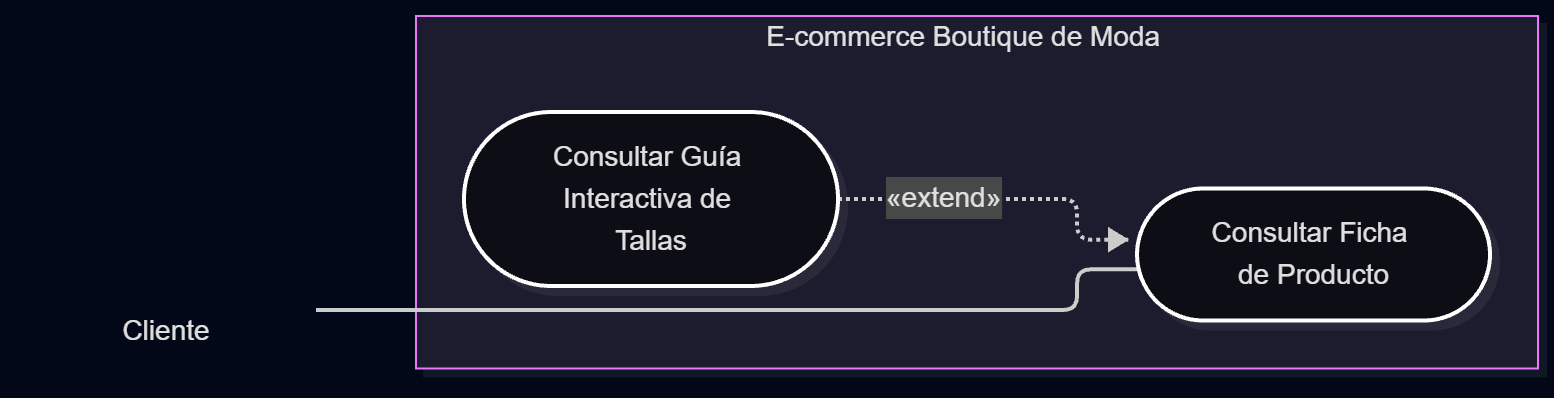 E-commerce Boutique de Moda
Consultar Guía
Interactiva de
Tallas
«extend»
Consultar Ficha
de Producto
Cliente